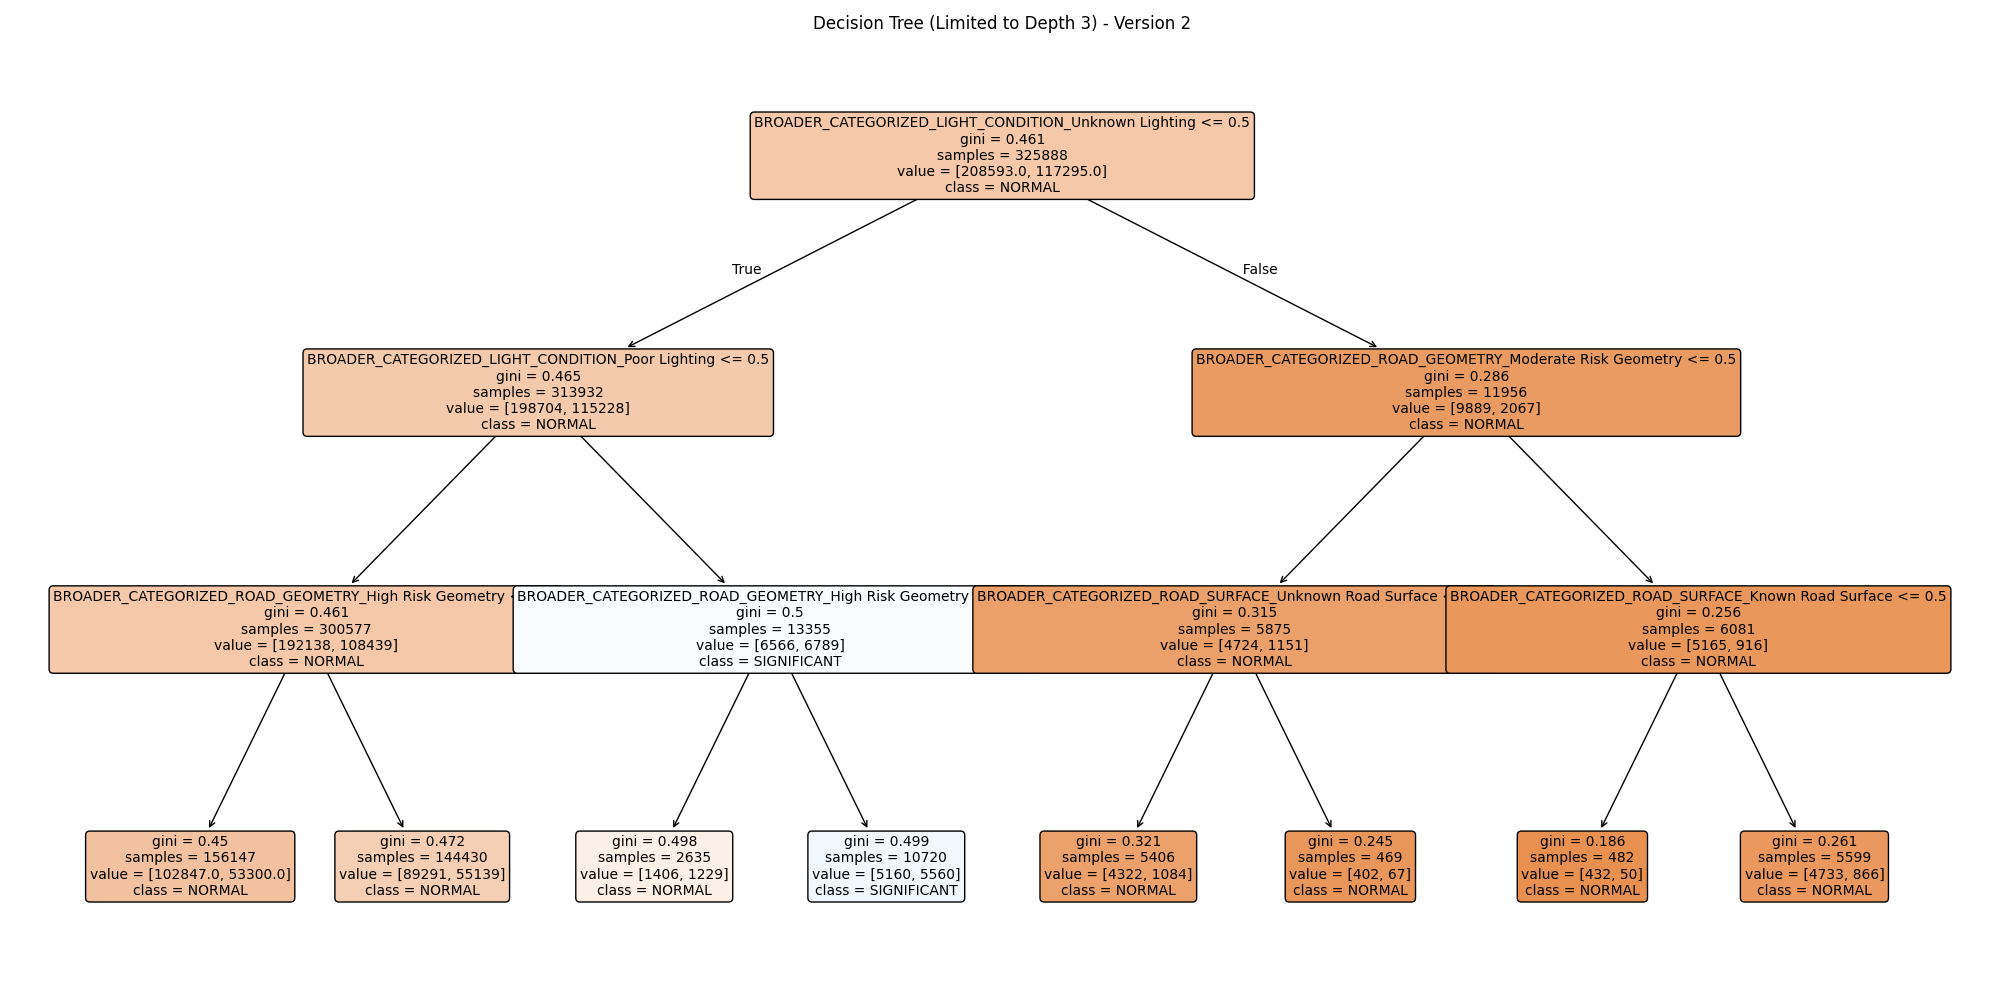 Decision Tree (Limited to Depth 3) - Version 2
BROADER_CATEGORIZED_LIGHT_CONDITION_Unknown Lighting <= 0.5
gini = 0.461
samples = 325888
value = [208593.0, 117295.0]
class = NORMAL
True
False
BROADER_CATEGORIZED_LIGHT_CONDITION_Poor Lighting <= 0.5
gini = 0.465
samples = 313932
value = [198704, 115228]
class = NORMAL
BROADER_CATEGORIZED_ROAD_GEOMETRY_Moderate Risk Geometry <= 0.5
gini = 0.286
samples = 11956
value = [9889, 2067]
class = NORMAL
BROADER_CATEGORIZED_ROAD_GEOMETRY_High Risk Geometry
gini = 0.461
samples = 300577
value = [192138, 108439]
class = NORMAL
BROADER_CATEGORIZED_ROAD_GEOMETRY_High Risk Geometry
gini = 0.5
samples = 13355
value = [6566, 6789]
class = SIGNIFICANT
BROADER_CATEGORIZED_ROAD_SURFACE_Unknown Road Surface
gini = 0.315
samples = 5875
value = [4724, 1151]
class = NORMAL
BROADER_CATEGORIZED_ROAD_SURFACE_Known Road Surface <= 0.5
gini = 0.256
samples = 6081
value = [5165, 916]
class = NORMAL
gini = 0.45
samples = 156147
value = [102847.0, 53300.0]
class = NORMAL
gini = 0.472
samples = 144430
value = [89291, 55139]
class = NORMAL
gini = 0.498
samples = 2635
value = [1406, 1229]
class = NORMAL
gini = 0.499
samples = 10720
value = [5160, 5560]
class = SIGNIFICANT
gini = 0.321
samples = 5406
value = [4322, 1084]
class = NORMAL
gini = 0.245
samples = 469
value = [402, 67]
class = NORMAL
gini = 0.186
samples = 482
value = [432, 50]
class = NORMAL
gini = 0.261
samples = 5599
value = [4733, 866]
class = NORMAL